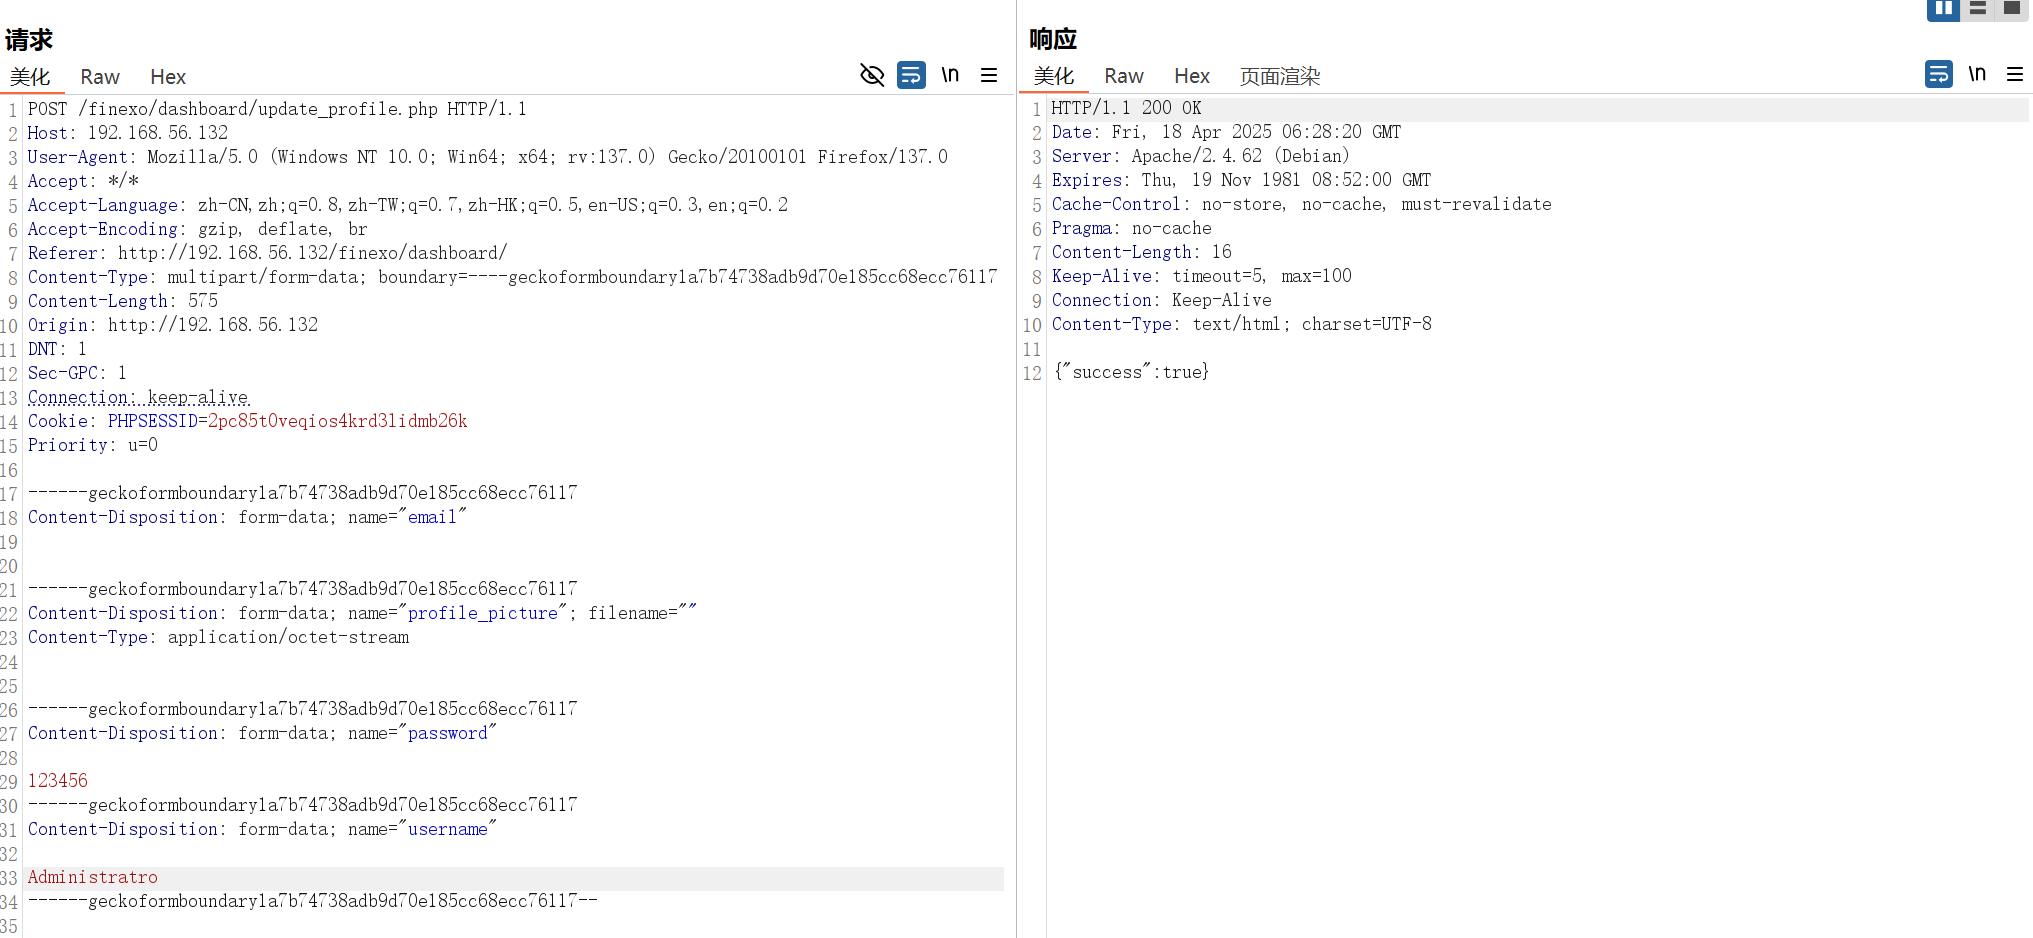 请求
美化 Raw Hex \n
1 POST /finexo/dashboard/update_profile.php HTTP/1.1
2 Host: 192.168.56.132
3 User-Agent: Mozilla/5.0 (Windows NT 10.0; Win64; x64; rv:137.0) Gecko/20100101 Firefox/137.0
4 Accept: */*
5 Accept-Language: zh-CN,zh;q=0.8,zh-TW;q=0.7,zh-HK;q=0.5,en-US;q=0.3,en;q=0.2
6 Accept-Encoding: gzip, deflate, br
7 Referer: http://192.168.56.132/finexo/dashboard/
8 Content-Type: multipart/form-data; boundary=----geckoformboundary1a7b74738adb9d70e185cc68ecc76117
9 Content-Length: 575
10 Origin: http://192.168.56.132
11 DNT: 1
12 Sec-GPC: 1
13 Connection: keep-alive
14 Cookie: PHPSESSID=2pc85t0veqios4krd3lidmb26k
15 Priority: u=0
16
17 ------geckoformboundary1a7b74738adb9d70e185cc68ecc76117
18 Content-Disposition: form-data; name="email"
19
20
21 ------geckoformboundary1a7b74738adb9d70e185cc68ecc76117
22 Content-Disposition: form-data; name="profile_picture"; filename=""
23 Content-Type: application/octet-stream
24
25
26 ------geckoformboundary1a7b74738adb9d70e185cc68ecc76117
27 Content-Disposition: form-data; name="password"
28
29 123456
30 ------geckoformboundary1a7b74738adb9d70e185cc68ecc76117
31 Content-Disposition: form-data; name="username"
32
33 Administratro
34 ------geckoformboundary1a7b74738adb9d70e185cc68ecc76117--
35
响应
美化 Raw Hex 页面渲染 \n
1 HTTP/1.1 200 OK
2 Date: Fri, 18 Apr 2025 06:28:20 GMT
3 Server: Apache/2.4.62 (Debian)
4 Expires: Thu, 19 Nov 1981 08:52:00 GMT
5 Cache-Control: no-store, no-cache, must-revalidate
6 Pragma: no-cache
7 Content-Length: 16
8 Keep-Alive: timeout=5, max=100
9 Connection: Keep-Alive
10 Content-Type: text/html; charset=UTF-8
11
12 {"success":true}